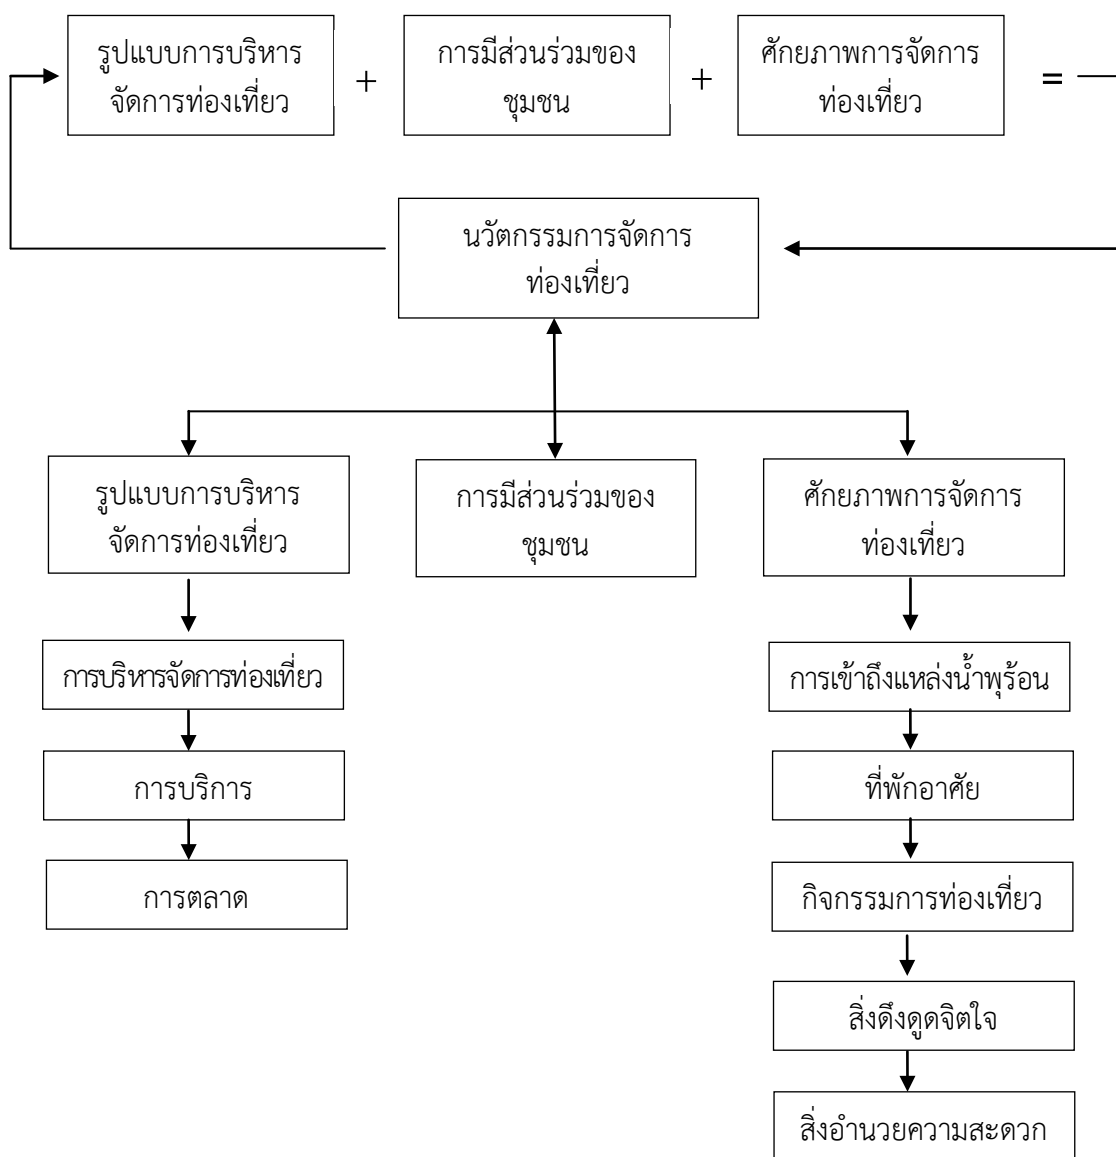 รูปแบบการบริหาร
จัดการท่องเที่ยว
+
การมีส่วนร่วมของ
ชุมชน
+
ศักยภาพการจัดการ
ท่องเที่ยว
=
นวัตกรรมการจัดการ
ท่องเที่ยว
รูปแบบการบริหาร
จัดการท่องเที่ยว
การมีส่วนร่วมของ
ชุมชน
ศักยภาพการจัดการ
ท่องเที่ยว
การบริหารจัดการท่องเที่ยว
การบริการ
การตลาด
การเข้าถึงแหล่งน้ำพุร้อน
ที่พักอาศัย
กิจกรรมการท่องเที่ยว
สิ่งดึงดูดจิตใจ
สิ่งอำนวยความสะดวก